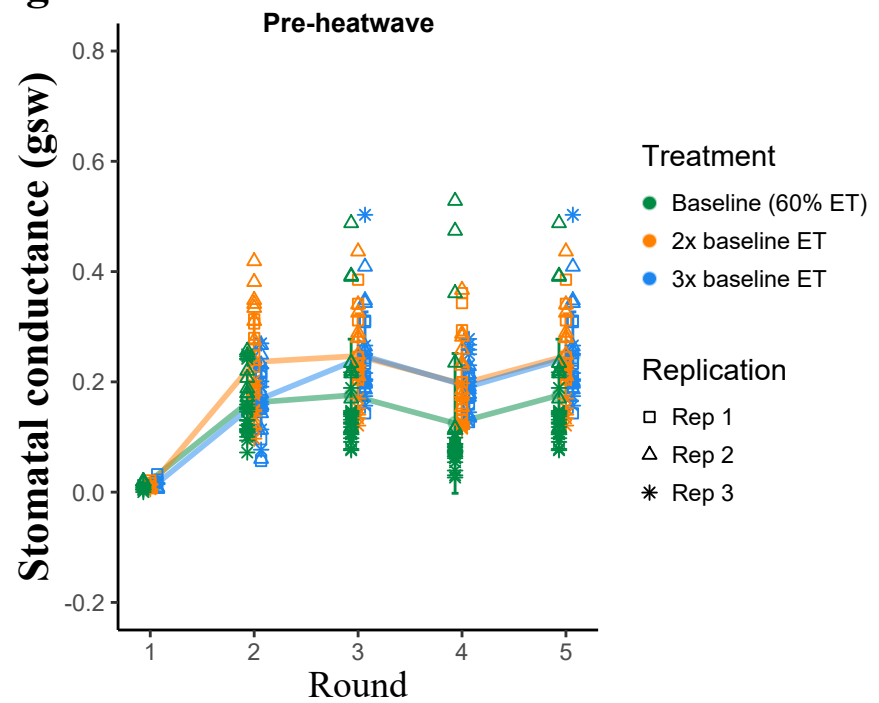 g
Pre-heatwave
Stomatal conductance (gsw)
0.8
0.6
0.4
0.2
0.0
-0.2
1 2 3 4 5
Round
Treatment
Baseline (60% ET)
2x baseline ET
3x baseline ET
Replication
Rep 1
Rep 2
Rep 3